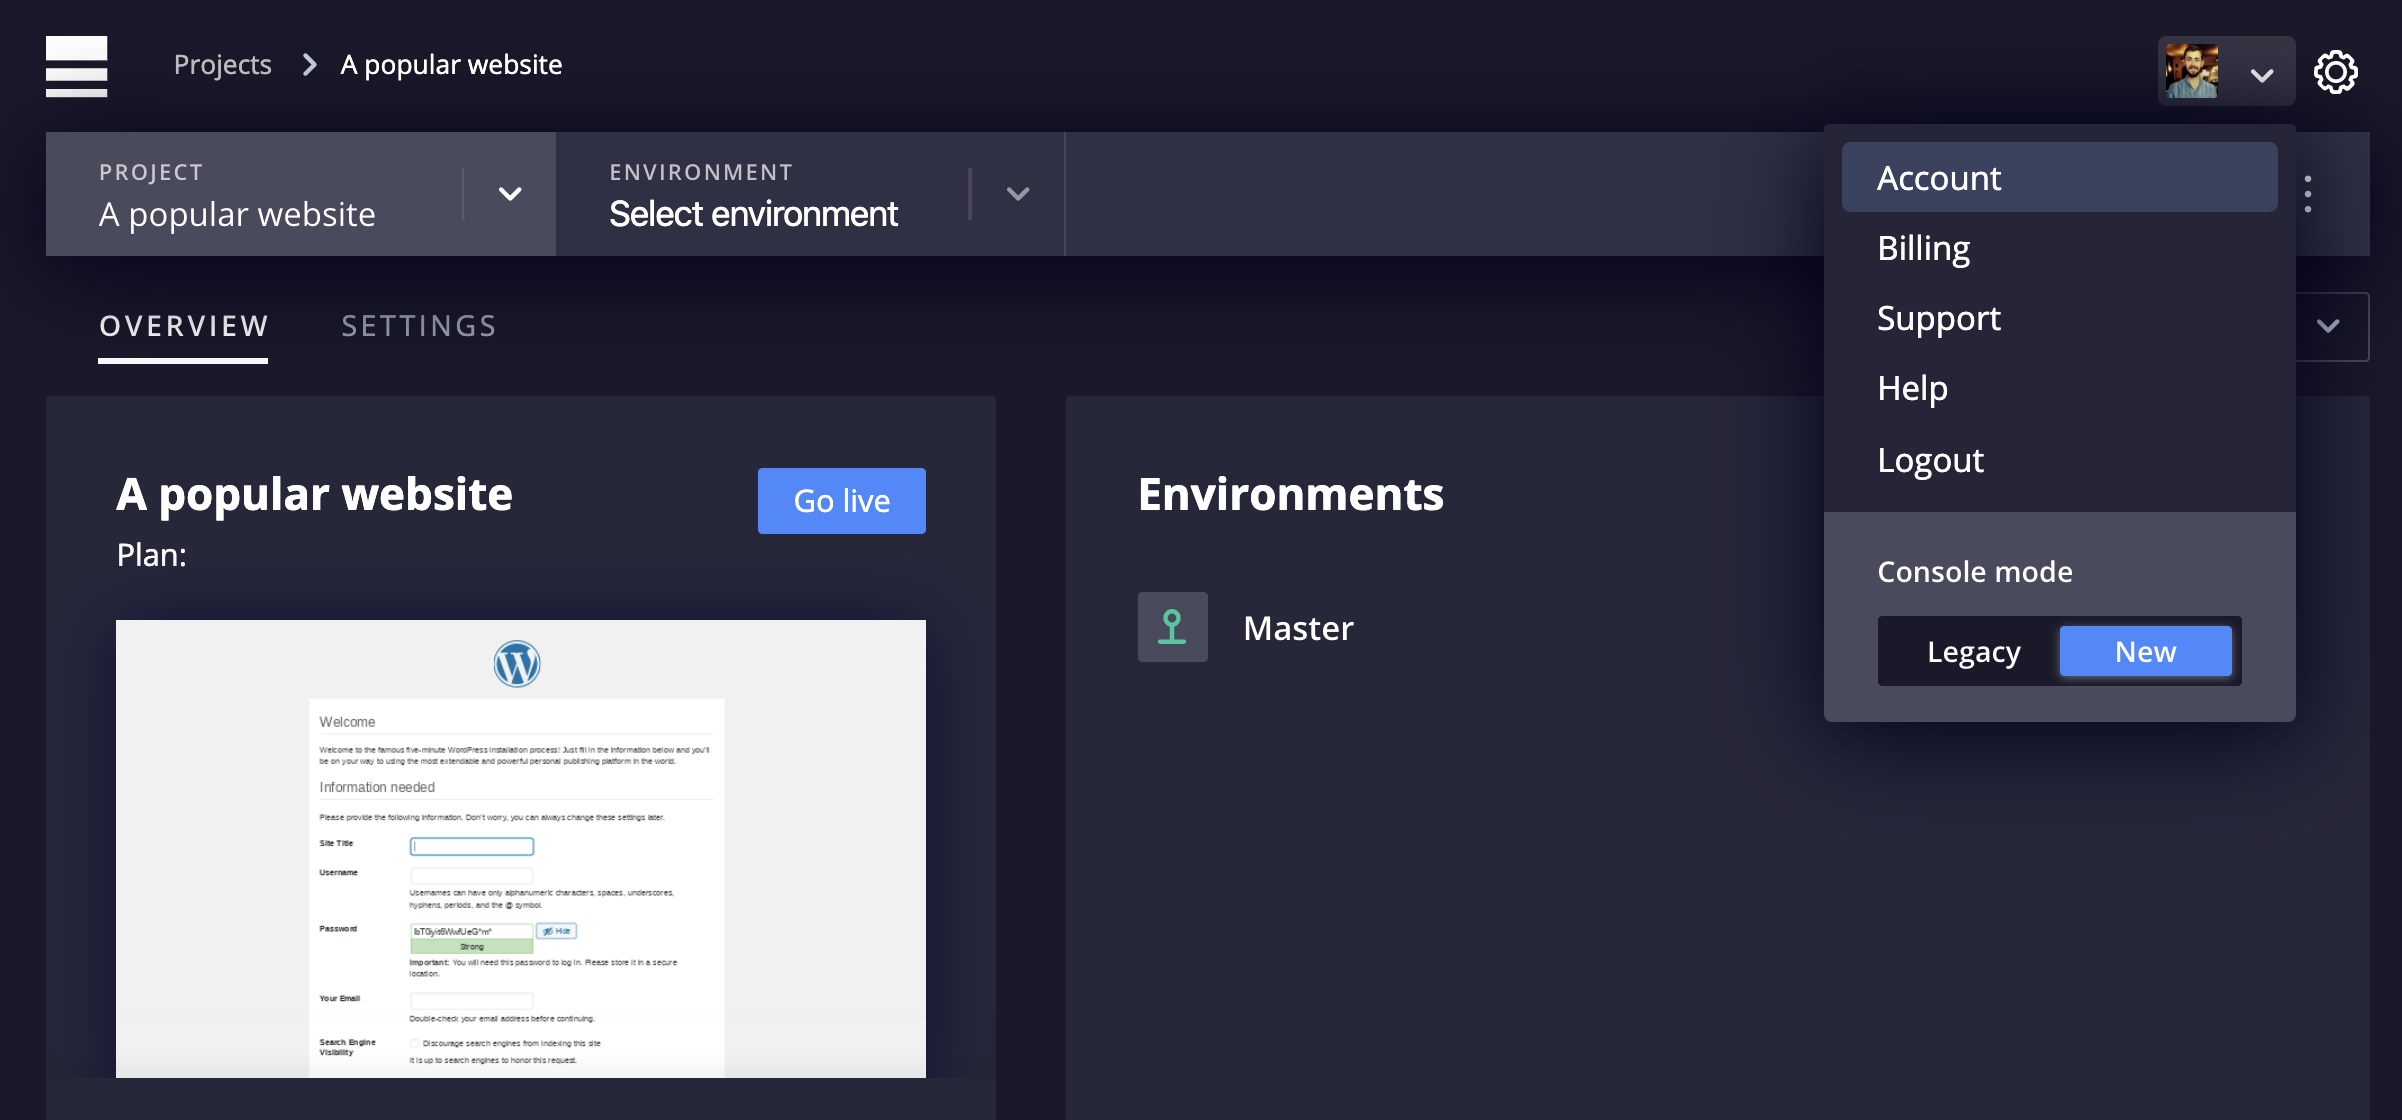 Projects
A popular website
PROJECT
A popular website
ENVIRONMENT
Select environment
Account
Billing
Support
Help
Logout
Console mode
Legacy
New
OVERVIEW
SETTINGS
A popular website
Go live
Plan:
Welcome
Welcome to the famous five-minute WordPress installation process! Just fill in the information below and you'll
be on your way to using the most extendable and powerful personal publishing platform in the world.
Information needed
Please provide the following information. Don't worry, you can always change these settings later.
Site Title
Username
Usernames can have only alphanumeric characters, spaces, underscores,
hyphens, periods, and the @ symbol.
Password
Hide
Strong
Important: You will need this password to log in. Please store it in a secure
location.
Your Email
Double-check your email address before continuing.
Search Engine
Visibility
Discourage search engines from indexing this site
It is up to search engines to honor this request.
Environments
Master